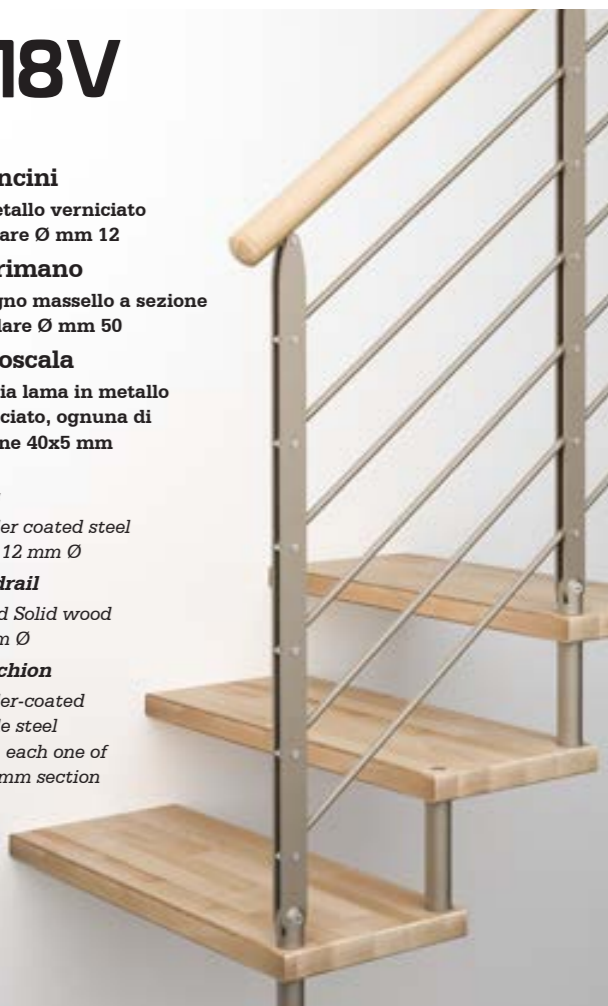 18V
ncini
etallo verniciato
are Ø mm 12
rimano
gno massello a sezione
lare Ø mm 50
oscala
ia lama in metallo
ciato, ognuna di
ne 40x5 mm
er coated steel
12 mm Ø
drail
d Solid wood
m Ø
chion
er-coated
e steel
each one of
mm section